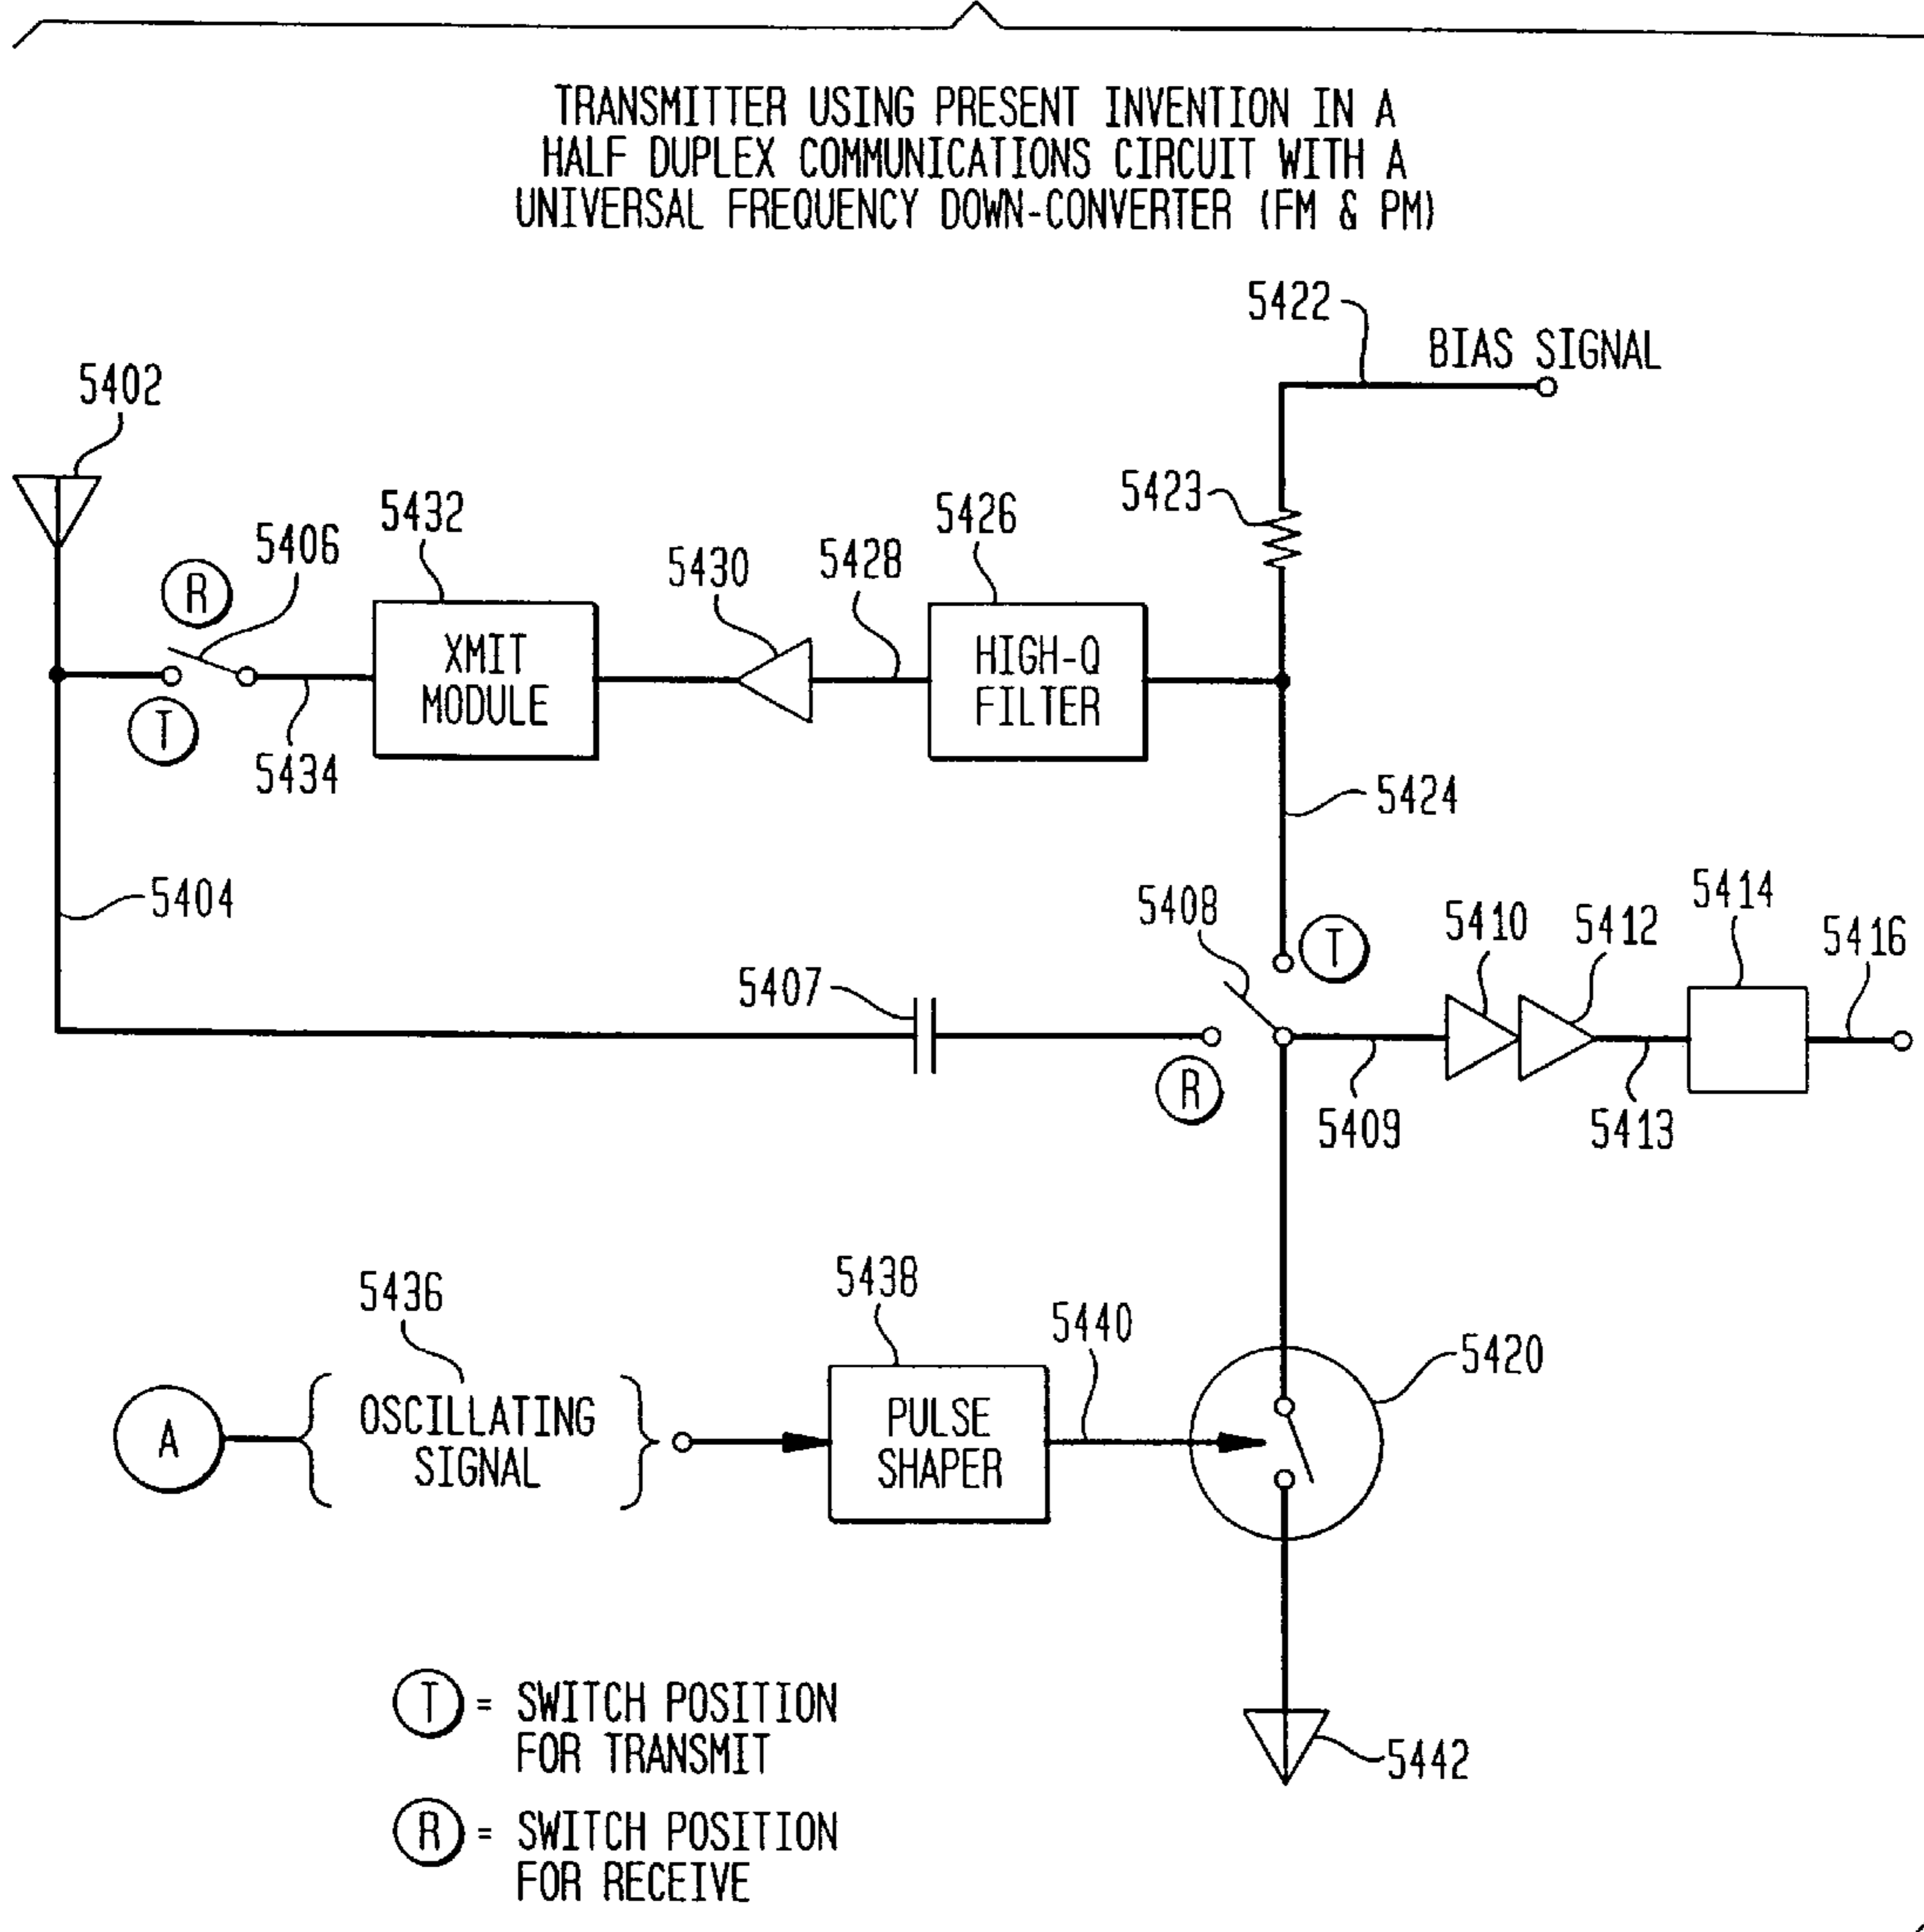 TRANSMITTER USING PRESENT INVENTION IN A
HALF DUPLEX COMMUNICATIONS CIRCUIT WITH A
UNIVERSAL FREQUENCY DOWN-CONVERTER (FM & PM)
5422
BIAS SIGNAL
5402
5423
5432
5426
5406
5430
5428
R
XMIT
MODULE
HIGH-Q
FILTER
T
5434
5424
5404
5408
T
5410
5412
5414
5416
5407
R
5409
5413
5436
5438
5440
5420
A
OSCILLATING
SIGNAL
PULSE
SHAPER
T = SWITCH POSITION
FOR TRANSMIT
5442
R = SWITCH POSITION
FOR RECEIVE